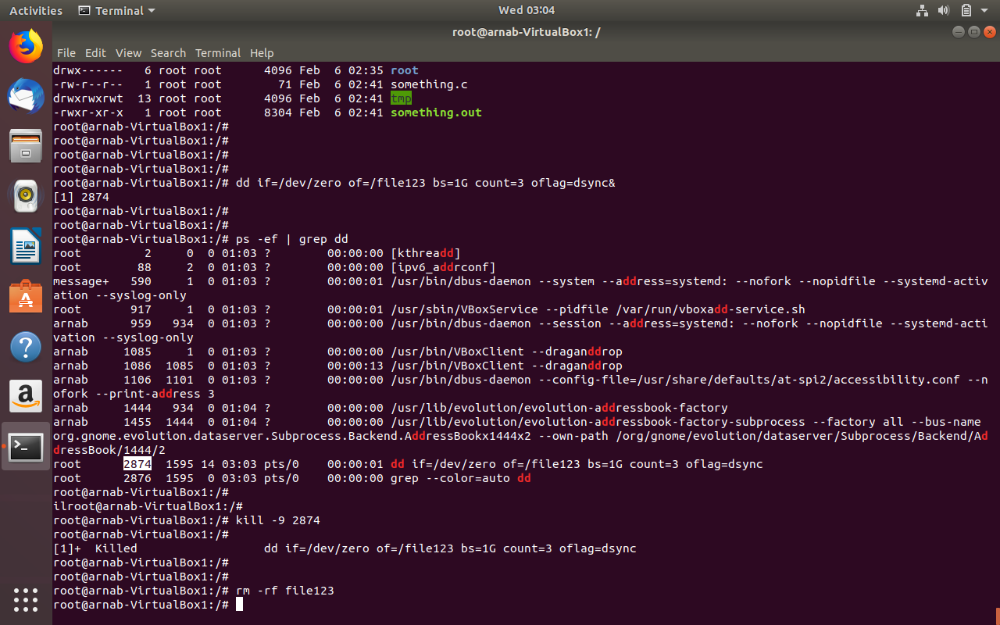 Activities Terminal Wed 03:04
root@arnab-VirtualBox1: /
File Edit View Search Terminal Help
drwx------   6 root root      4096 Feb  6 02:35 root
-rw-r--r--   1 root root        71 Feb  6 02:41 something.c
drwxrwxrwt  13 root root      4096 Feb  6 02:41 tmp
-rwxr-xr-x   1 root root      8304 Feb  6 02:41 something.out
root@arnab-VirtualBox1:/#
root@arnab-VirtualBox1:/#
root@arnab-VirtualBox1:/#
root@arnab-VirtualBox1:/#
root@arnab-VirtualBox1:/# dd if=/dev/zero of=/file123 bs=1G count=3 oflag=dsync&
[1] 2874
root@arnab-VirtualBox1:/#
root@arnab-VirtualBox1:/#
root@arnab-VirtualBox1:/# ps -ef | grep dd
root         2     0  0 01:03 ?        00:00:00 [kthreadd]
root        88     2  0 01:03 ?        00:00:00 [ipv6_addrconf]
message+   590     1  0 01:03 ?        00:00:01 /usr/bin/dbus-daemon --system --address=systemd: --nofork --nopidfile --systemd-activ
ation --syslog-only
root       917     1  0 01:03 ?        00:00:01 /usr/sbin/VBoxService --pidfile /var/run/vboxadd-service.sh
arnab      959   934  0 01:03 ?        00:00:00 /usr/bin/dbus-daemon --session --address=systemd: --nofork --nopidfile --systemd-acti
vation --syslog-only
arnab     1085     1  0 01:03 ?        00:00:00 /usr/bin/VBoxClient --draganddrop
arnab     1086  1085  0 01:03 ?        00:00:13 /usr/bin/VBoxClient --draganddrop
arnab     1106  1101  0 01:03 ?        00:00:00 /usr/bin/dbus-daemon --config-file=/usr/share/defaults/at-spi2/accessibility.conf --n
ofork --print-address 3
arnab     1444   934  0 01:04 ?        00:00:00 /usr/lib/evolution/evolution-addressbook-factory
arnab     1455  1444  0 01:04 ?        00:00:00 /usr/lib/evolution/evolution-addressbook-factory-subprocess --factory all --bus-name
org.gnome.evolution.dataserver.Subprocess.Backend.AddressBookx1444x2 --own-path /org/gnome/evolution/dataserver/Subprocess/Backend/Ad
dressBook/1444/2
root      2874  1595 14 03:03 pts/0    00:00:01 dd if=/dev/zero of=/file123 bs=1G count=3 oflag=dsync
root      2876  1595  0 03:03 pts/0    00:00:00 grep --color=auto dd
root@arnab-VirtualBox1:/#
ilroot@arnab-VirtualBox1:/#
root@arnab-VirtualBox1:/# kill -9 2874
root@arnab-VirtualBox1:/#
[1]+  Killed                  dd if=/dev/zero of=/file123 bs=1G count=3 oflag=dsync
root@arnab-VirtualBox1:/#
root@arnab-VirtualBox1:/#
root@arnab-VirtualBox1:/# rm -rf file123
root@arnab-VirtualBox1:/#